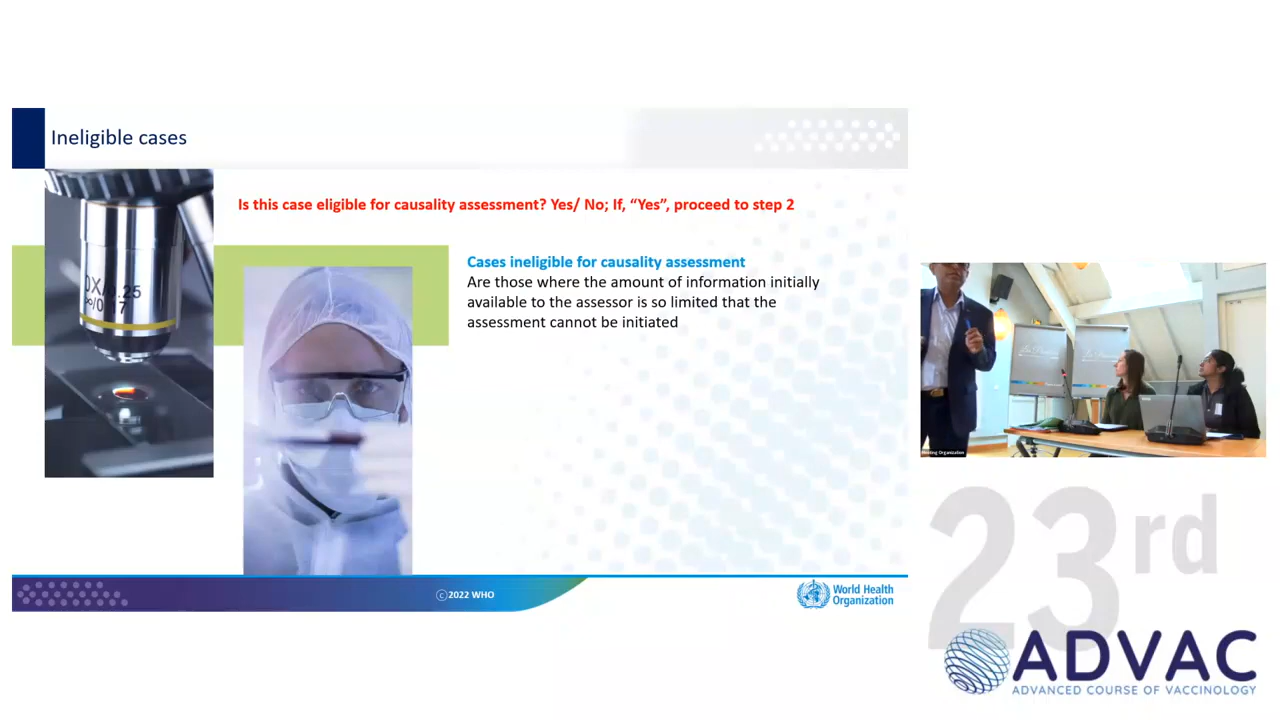 Ineligible cases
Is this case eligible for causality assessment? Yes/ No; If, “Yes”, proceed to step 2
Cases ineligible for causality assessment
Are those where the amount of information initially
available to the assessor is so limited that the
assessment cannot be initiated
ⓒ2022 WHO
World Health
Organization
23rd
ADVAC
ADVANCED COURSE OF VACCINOLOGY